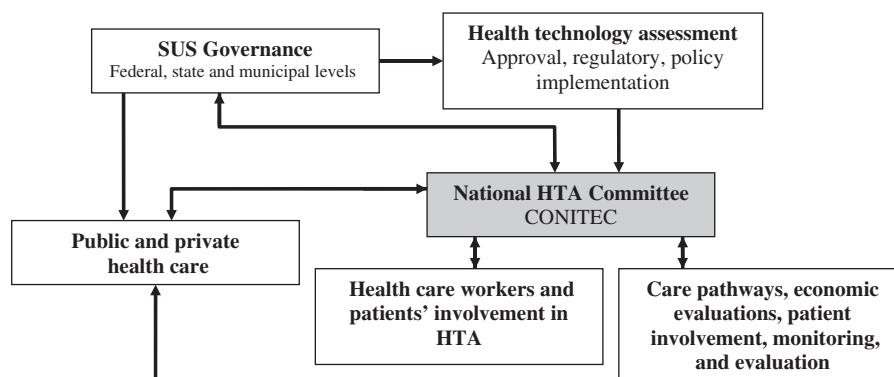 SUS Governance
Federal, state and municipal levels
Health technology assessment
Approval, regulatory, policy
implementation
National HTA Committee
CONITEC
Public and private
health care
Health care workers and
patients’ involvement in
HTA
Care pathways, economic
evaluations, patient
involvement, monitoring,
and evaluation